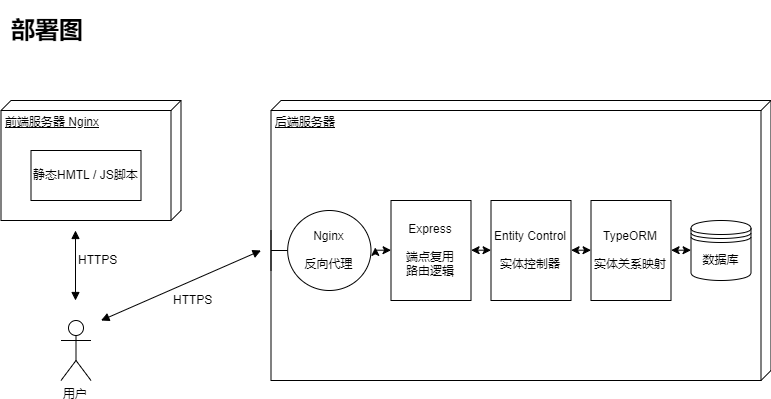 部署图
前端服务器 Nginx
静态HMTL / JS脚本
HTTPS
用户
HTTPS
后端服务器
Nginx
反向代理
Express
端点复用
路由逻辑
Entity Control
实体控制器
TypeORM
实体关系映射
数据库